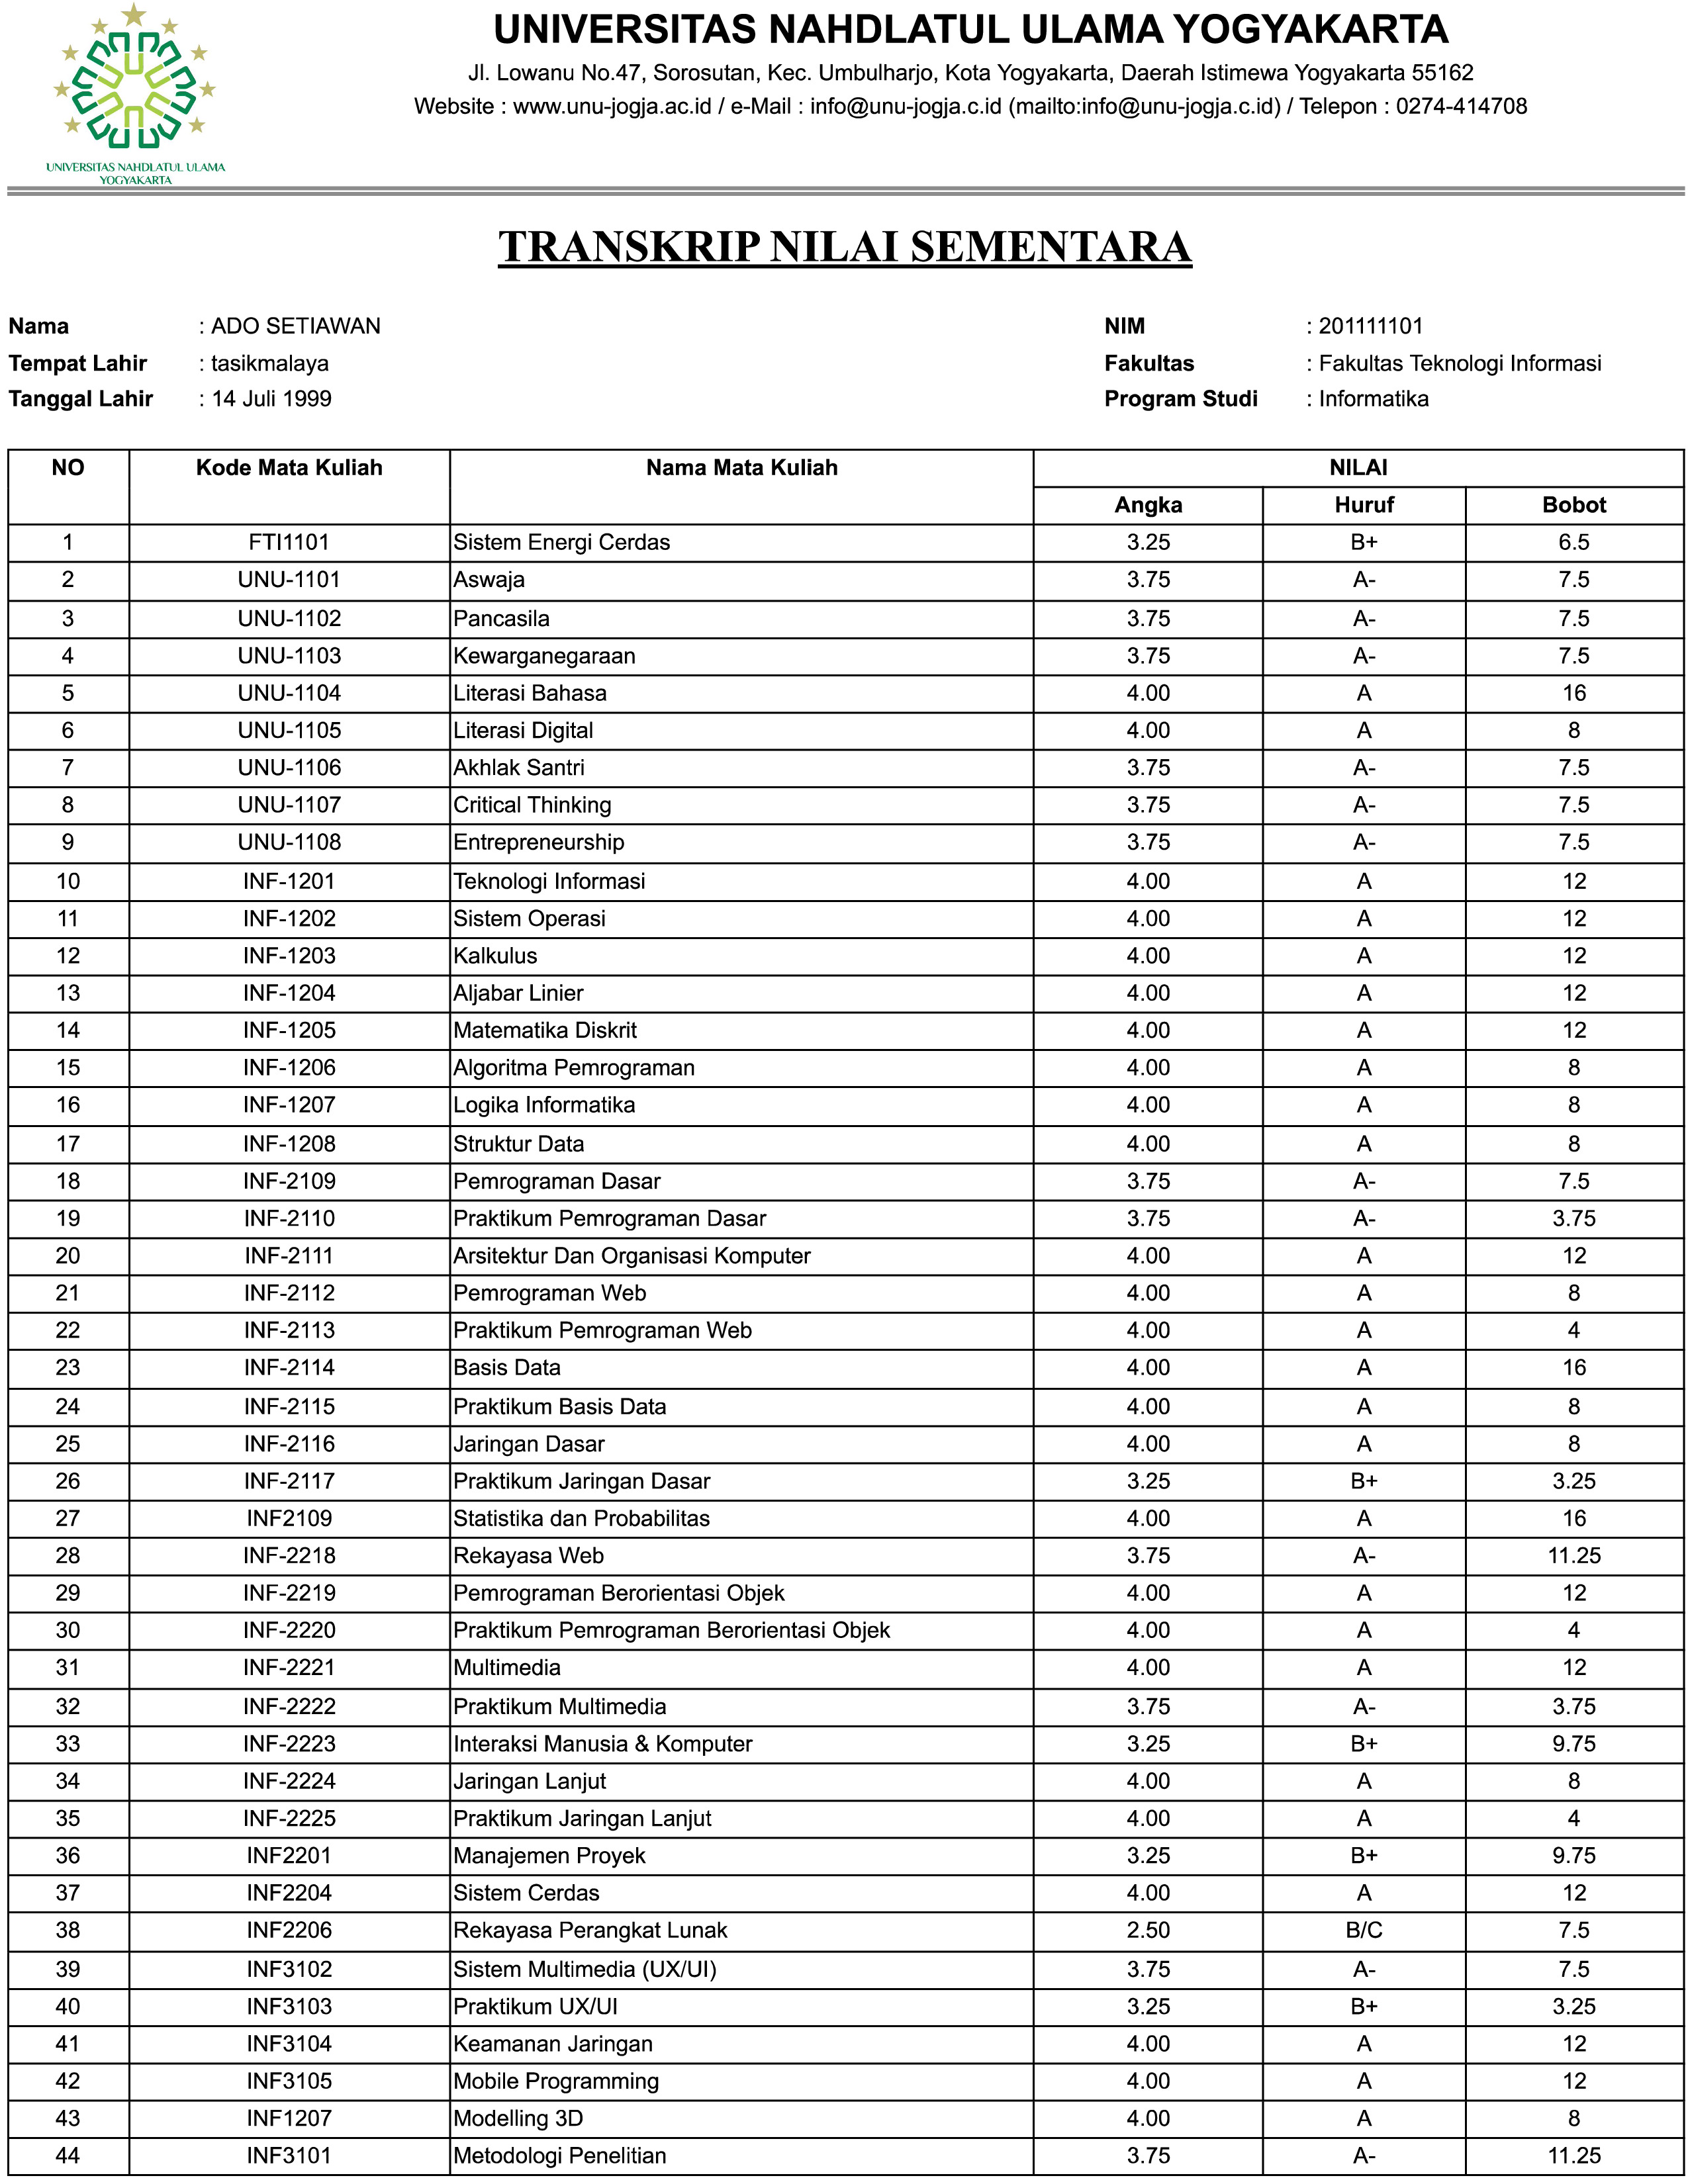 UNIVERSITAS NAHDLATUL ULAMA
YOGYAKARTA
UNIVERSITAS NAHDLATUL ULAMA YOGYAKARTA
Jl. Lowanu No.47, Sorosutan, Kec. Umbulharjo, Kota Yogyakarta, Daerah Istimewa Yogyakarta 55162
Website : www.unu-jogja.ac.id / e-Mail : info@unu-jogja.c.id (mailto:info@unu-jogja.c.id) / Telepon : 0274-414708
TRANSKRIP NILAI SEMENTARA
Nama : ADO SETIAWAN NIM : 201111101
Tempat Lahir : tasikmalaya Fakultas : Fakultas Teknologi Informasi
Tanggal Lahir : 14 Juli 1999 Program Studi : Informatika
NO Kode Mata Kuliah Nama Mata Kuliah NILAI
Angka Huruf Bobot
1 FTI1101 Sistem Energi Cerdas 3.25 B+ 6.5
2 UNU-1101 Aswaja 3.75 A- 7.5
3 UNU-1102 Pancasila 3.75 A- 7.5
4 UNU-1103 Kewarganegaraan 3.75 A- 7.5
5 UNU-1104 Literasi Bahasa 4.00 A 16
6 UNU-1105 Literasi Digital 4.00 A 8
7 UNU-1106 Akhlak Santri 3.75 A- 7.5
8 UNU-1107 Critical Thinking 3.75 A- 7.5
9 UNU-1108 Entrepreneurship 3.75 A- 7.5
10 INF-1201 Teknologi Informasi 4.00 A 12
11 INF-1202 Sistem Operasi 4.00 A 12
12 INF-1203 Kalkulus 4.00 A 12
13 INF-1204 Aljabar Linier 4.00 A 12
14 INF-1205 Matematika Diskrit 4.00 A 12
15 INF-1206 Algoritma Pemrograman 4.00 A 8
16 INF-1207 Logika Informatika 4.00 A 8
17 INF-1208 Struktur Data 4.00 A 8
18 INF-2109 Pemrograman Dasar 3.75 A- 7.5
19 INF-2110 Praktikum Pemrograman Dasar 3.75 A- 3.75
20 INF-2111 Arsitektur Dan Organisasi Komputer 4.00 A 12
21 INF-2112 Pemrograman Web 4.00 A 8
22 INF-2113 Praktikum Pemrograman Web 4.00 A 4
23 INF-2114 Basis Data 4.00 A 16
24 INF-2115 Praktikum Basis Data 4.00 A 8
25 INF-2116 Jaringan Dasar 4.00 A 8
26 INF-2117 Praktikum Jaringan Dasar 3.25 B+ 3.25
27 INF2109 Statistika dan Probabilitas 4.00 A 16
28 INF-2218 Rekayasa Web 3.75 A- 11.25
29 INF-2219 Pemrograman Berorientasi Objek 4.00 A 12
30 INF-2220 Praktikum Pemrograman Berorientasi Objek 4.00 A 4
31 INF-2221 Multimedia 4.00 A 12
32 INF-2222 Praktikum Multimedia 3.75 A- 3.75
33 INF-2223 Interaksi Manusia & Komputer 3.25 B+ 9.75
34 INF-2224 Jaringan Lanjut 4.00 A 8
35 INF-2225 Praktikum Jaringan Lanjut 4.00 A 4
36 INF2201 Manajemen Proyek 3.25 B+ 9.75
37 INF2204 Sistem Cerdas 4.00 A 12
38 INF2206 Rekayasa Perangkat Lunak 2.50 B/C 7.5
39 INF3102 Sistem Multimedia (UX/UI) 3.75 A- 7.5
40 INF3103 Praktikum UX/UI 3.25 B+ 3.25
41 INF3104 Keamanan Jaringan 4.00 A 12
42 INF3105 Mobile Programming 4.00 A 12
43 INF1207 Modelling 3D 4.00 A 8
44 INF3101 Metodologi Penelitian 3.75 A- 11.25